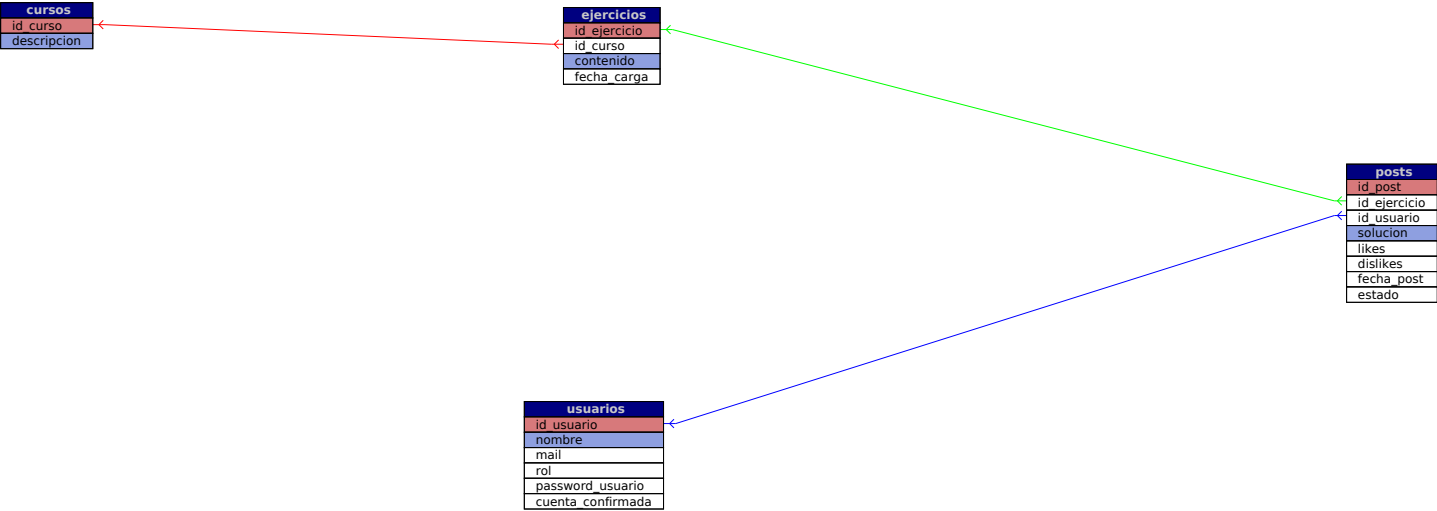 cursos
id_curso
descripcion
ejercicios
id_ejercicio
id_curso
contenido
fecha_carga
posts
id_post
id_ejercicio
id_usuario
solucion
likes
dislikes
fecha_post
estado
usuarios
id_usuario
nombre
mail
rol
password_usuario
cuenta_confirmada